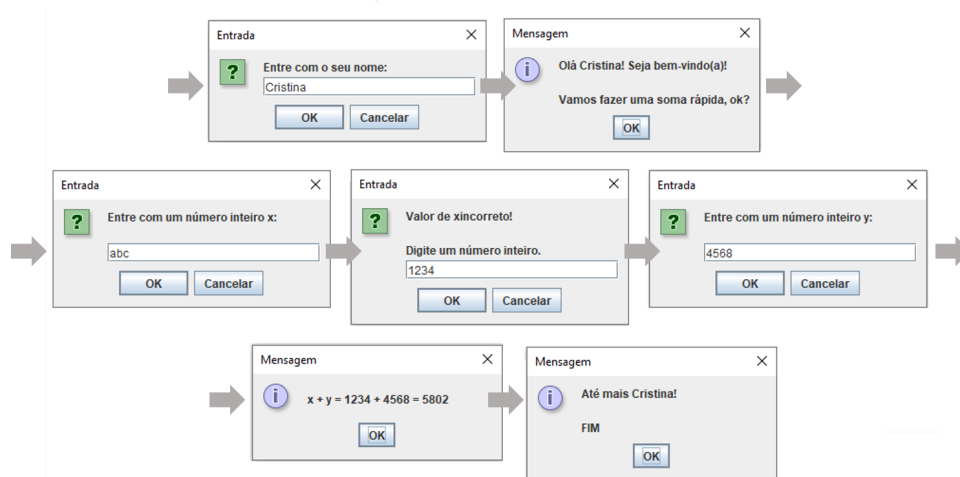 Entrada
Entre com o seu nome:
Cristina
OK Cancelar
Mensagem
Olá Cristina! Seja bem-vindo(a)!
Vamos fazer uma soma rápida, ok?
OK
Entrada
Entre com um número inteiro x:
abc
OK Cancelar
Entrada
Valor de xincorreto!
Digite um número inteiro.
1234
OK Cancelar
Entrada
Entre com um número inteiro y:
4568
OK Cancelar
Mensagem
x + y = 1234 + 4568 = 5802
OK
Mensagem
Até mais Cristina!
FIM
OK